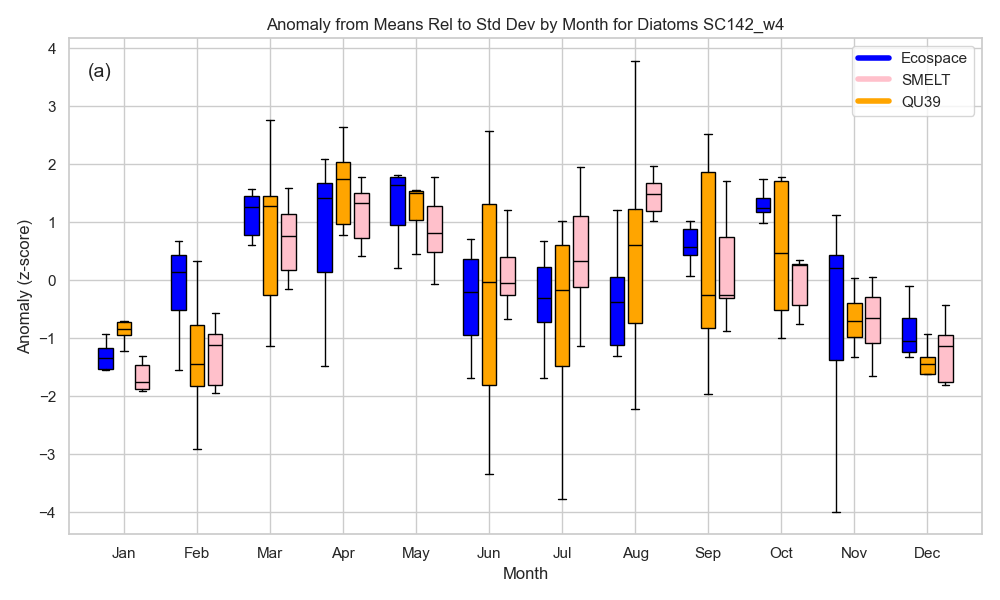 Anomaly from Means Rel to Std Dev by Month for Diatoms SC142_w4
(a)
Ecospace
SMELT
QU39
Anomaly (z-score)
4
3
2
1
0
−1
−2
−3
−4
Jan Feb Mar Apr May Jun Jul Aug Sep Oct Nov Dec
Month